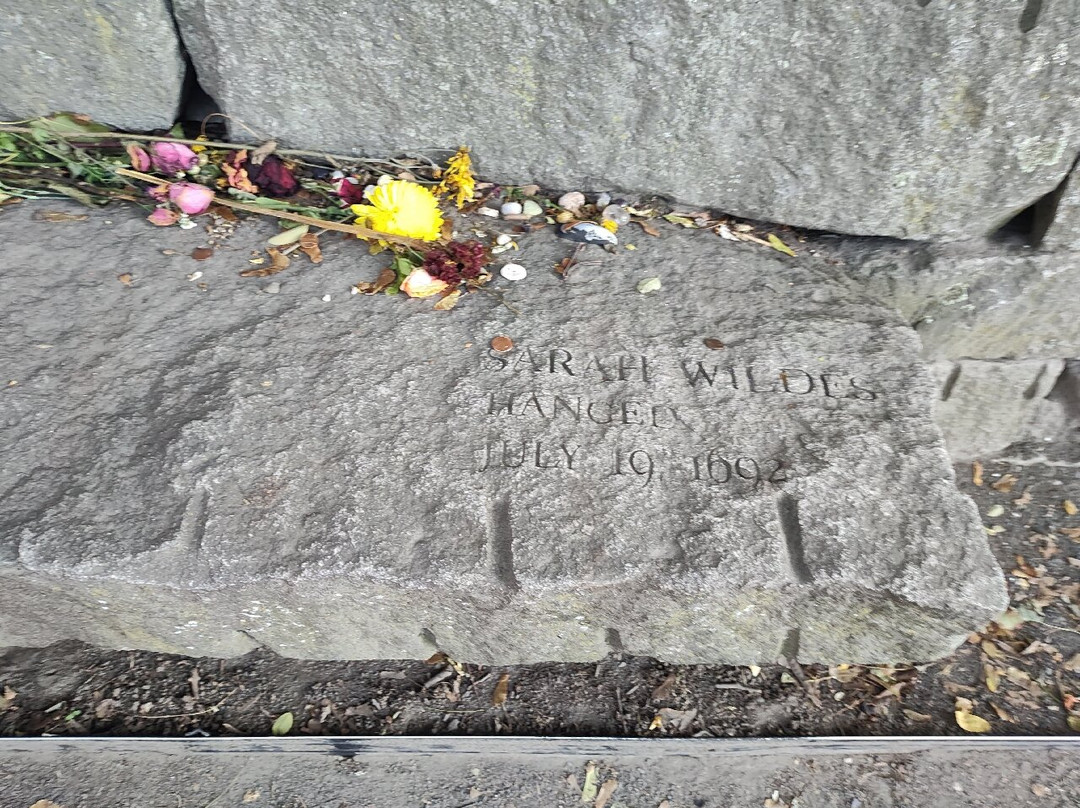 SARAH WILDES
HANGED
JULY 19, 1692